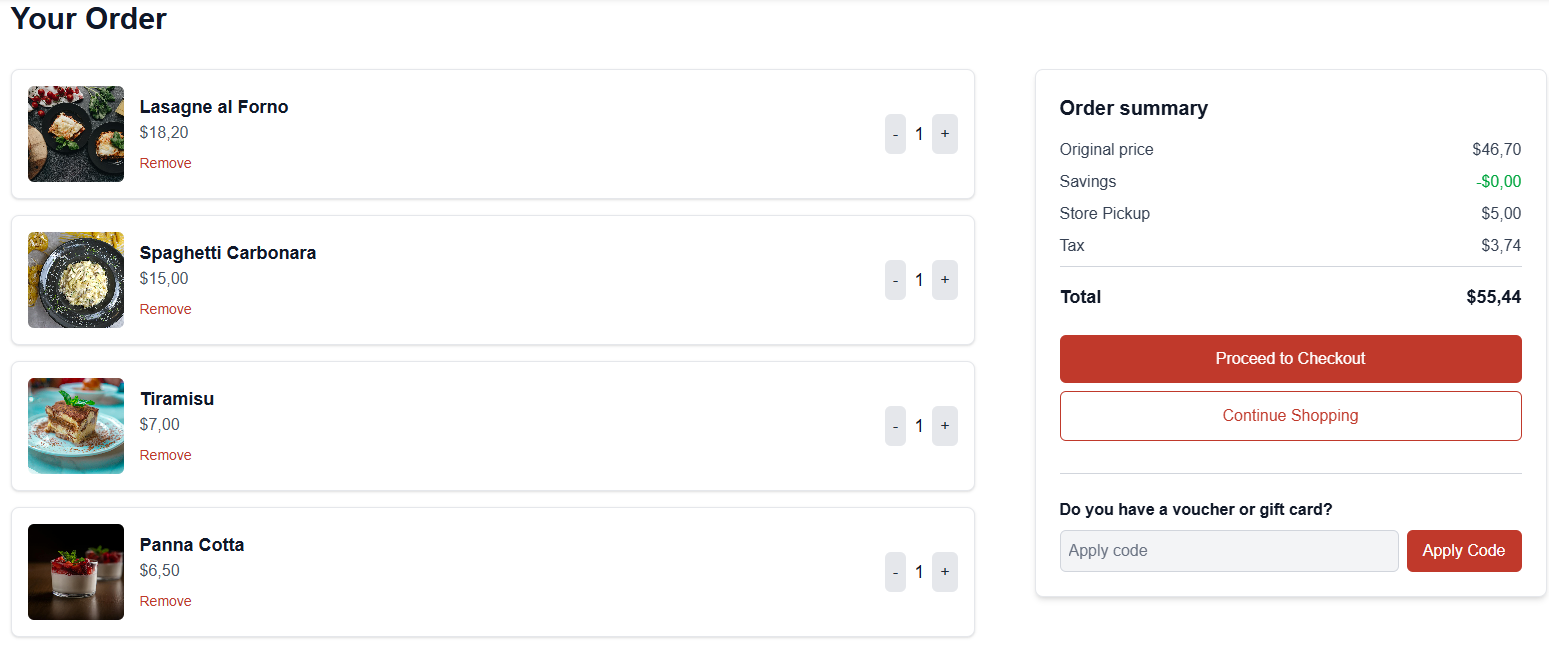 Your Order
Lasagne al Forno
$18,20
Remove
- 1 +
Spaghetti Carbonara
$15,00
Remove
- 1 +
Tiramisu
$7,00
Remove
- 1 +
Panna Cotta
$6,50
Remove
- 1 +
Order summary
Original price $46,70
Savings -$0,00
Store Pickup $5,00
Tax $3,74
Total $55,44
Proceed to Checkout
Continue Shopping
Do you have a voucher or gift card?
Apply code Apply Code